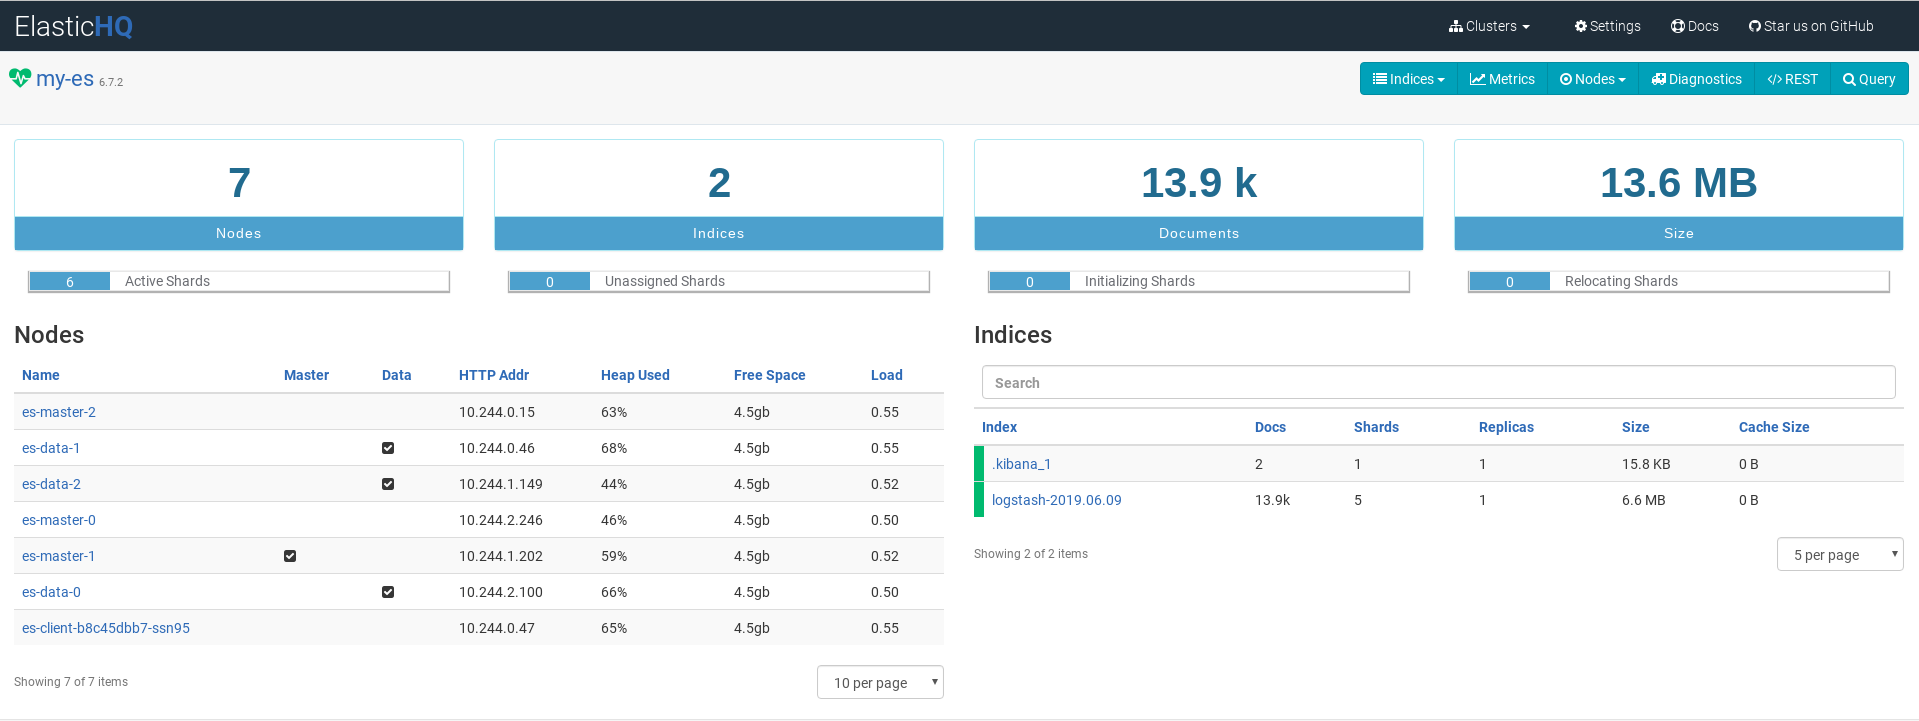 ElasticHQ Clusters Settings Docs Star us on GitHub
my-es 6.7.2 Indices Metrics Nodes Diagnostics </> REST Query
7 2 13.9 k 13.6 MB
Nodes Indices Documents Size
6 Active Shards 0 Unassigned Shards 0 Initializing Shards 0 Relocating Shards
Nodes
Name Master Data HTTP Addr Heap Used Free Space Load
es-master-2 10.244.0.15 63% 4.5gb 0.55
es-data-1 10.244.0.46 68% 4.5gb 0.55
es-data-2 10.244.1.149 44% 4.5gb 0.52
es-master-0 10.244.2.246 46% 4.5gb 0.50
es-master-1 10.244.1.202 59% 4.5gb 0.52
es-data-0 10.244.2.100 66% 4.5gb 0.50
es-client-b8c45dbb7-ssn95 10.244.0.47 65% 4.5gb 0.55
Showing 7 of 7 items 10 per page
Indices
Search
Index Docs Shards Replicas Size Cache Size
.kibana_1 2 1 1 15.8 KB 0 B
logstash-2019.06.09 13.9k 5 1 6.6 MB 0 B
Showing 2 of 2 items 5 per page